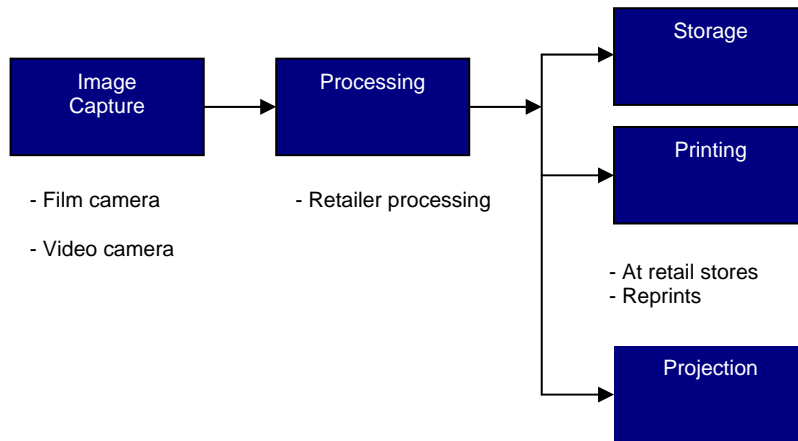 Image
Capture
- Film camera
- Video camera
Processing
- Retailer processing
Storage
Printing
- At retail stores
- Reprints
Projection